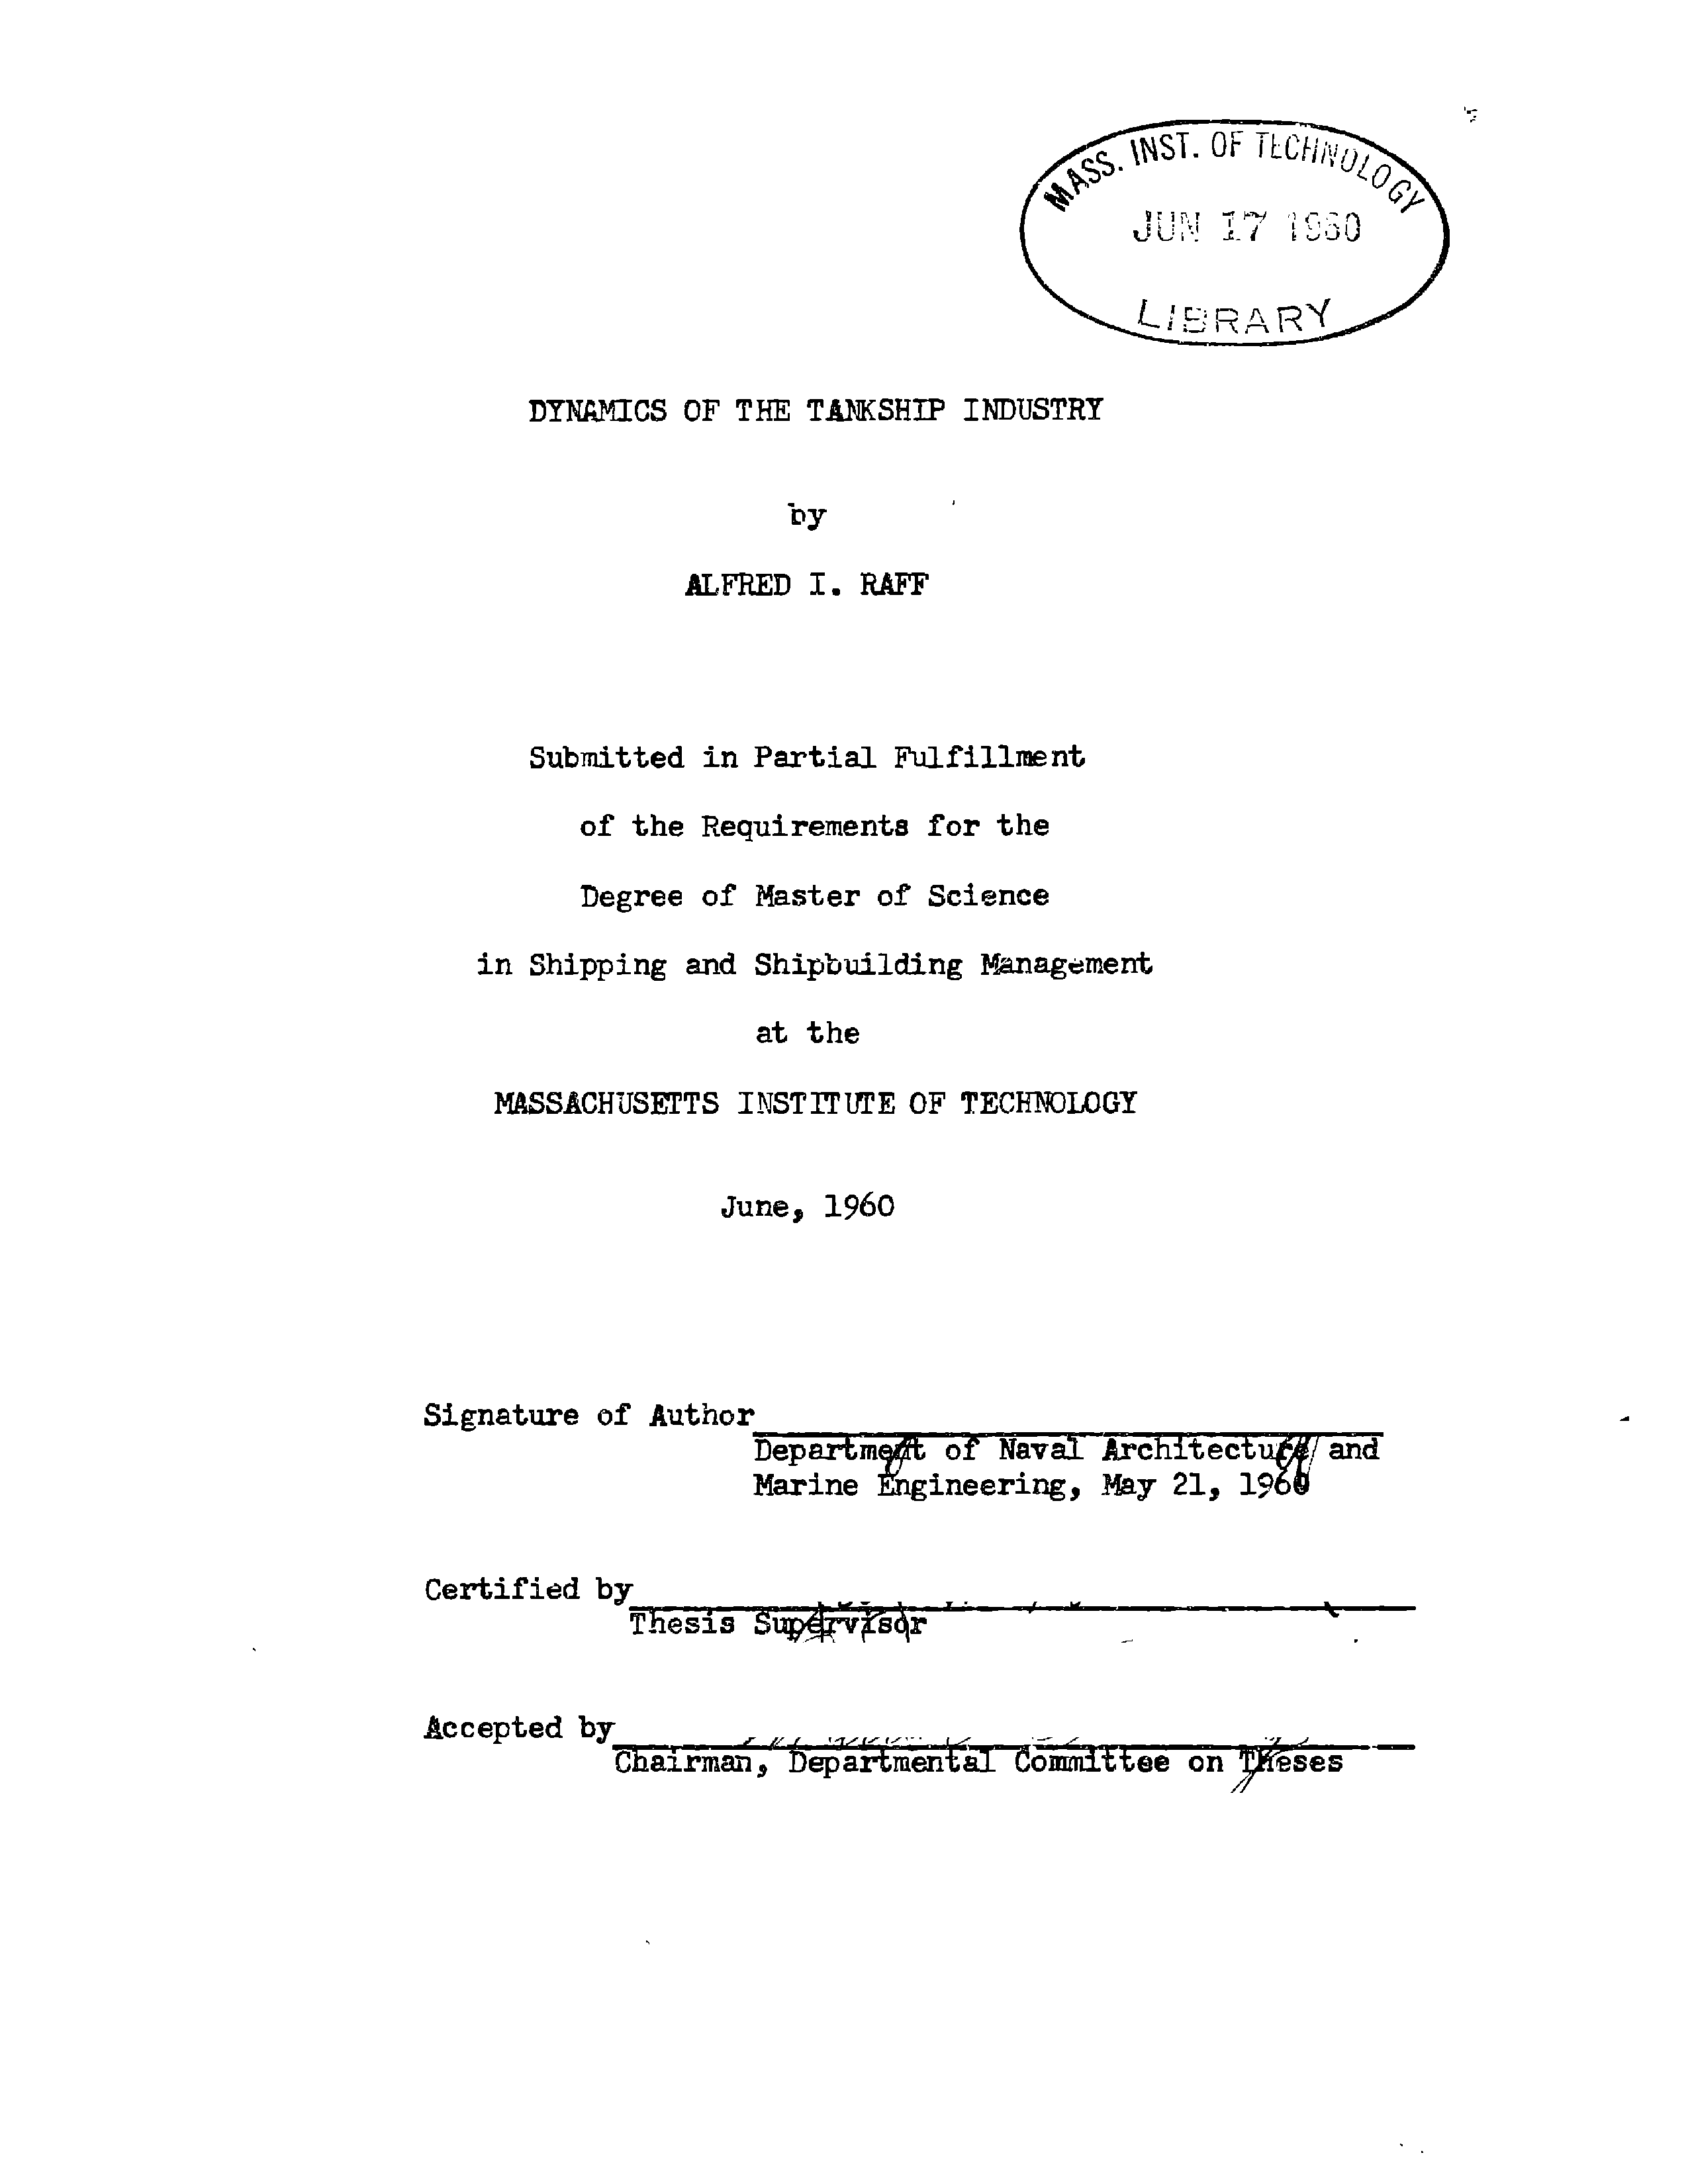 MASS. INST. OF TECHNOLOGY
JUN 17 1960
LIBRARY
DYNAMICS OF THE TANKSHIP INDUSTRY
by
ALFRED I. RAFF
Submitted in Partial Fulfillment
of the Requirements for the
Degree of Master of Science
in Shipping and Shipbuilding Management
at the
MASSACHUSETTS INSTITUTE OF TECHNOLOGY
June, 1960
Signature of Author
Department of Naval Architecture and
Marine Engineering, May 21, 1960
Certified by
Thesis Supervisor
Accepted by
Chairman, Departmental Committee on Theses